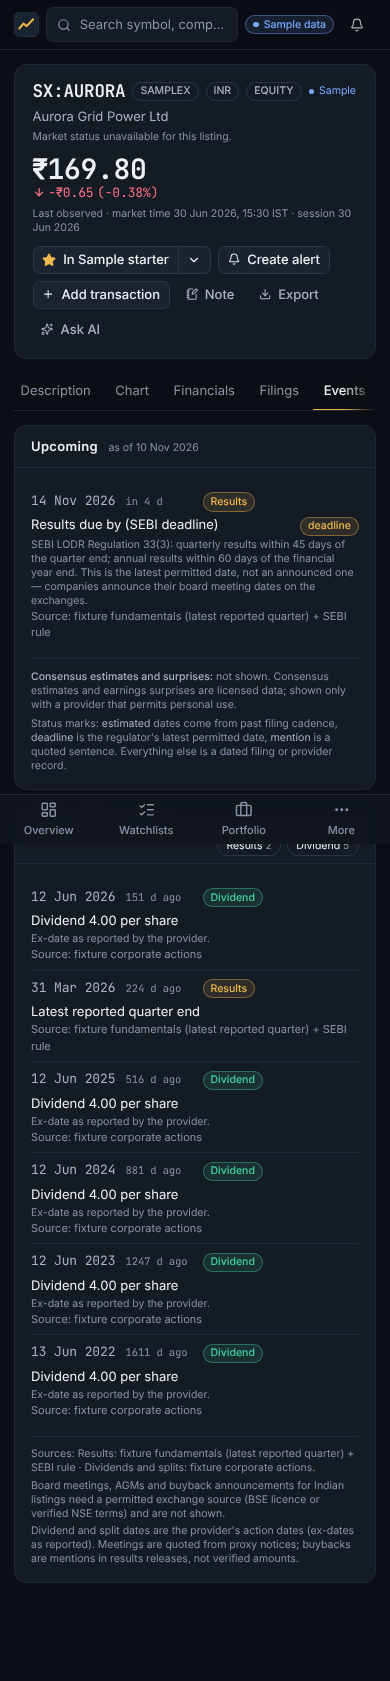 Search symbol, comp...
Sample data
SX:AURORA
SAMPLEX
INR
EQUITY
Sample
Aurora Grid Power Ltd
Market status unavailable for this listing.
₹169.80
↓ -₹0.65 (-0.38%)
Last observed · market time 30 Jun 2026, 15:30 IST · session 30
Jun 2026
In Sample starter
Create alert
Add transaction
Note
Export
Ask AI
Description
Chart
Financials
Filings
Events
Upcoming
as of 10 Nov 2026
14 Nov 2026
in 4 d
Results
Results due by (SEBI deadline)
deadline
SEBI LODR Regulation 33(3): quarterly results within 45 days of
the quarter end; annual results within 60 days of the financial
year end. This is the latest permitted date, not an announced one
— companies announce their board meeting dates on the
exchanges.
Source: fixture fundamentals (latest reported quarter) + SEBI
rule
Consensus estimates and surprises: not shown. Consensus
estimates and earnings surprises are licensed data; shown only
with a provider that permits personal use.
Status marks: estimated dates come from past filing cadence,
deadline is the regulator's latest permitted date, mention is a
quoted sentence. Everything else is a dated filing or provider
record.
Overview
Watchlists
Portfolio
More
Results 2
Dividend 5
12 Jun 2026
151 d ago
Dividend
Dividend 4.00 per share
Ex-date as reported by the provider.
Source: fixture corporate actions
31 Mar 2026
224 d ago
Results
Latest reported quarter end
Source: fixture fundamentals (latest reported quarter) + SEBI
rule
12 Jun 2025
516 d ago
Dividend
Dividend 4.00 per share
Ex-date as reported by the provider.
Source: fixture corporate actions
12 Jun 2024
881 d ago
Dividend
Dividend 4.00 per share
Ex-date as reported by the provider.
Source: fixture corporate actions
12 Jun 2023
1247 d ago
Dividend
Dividend 4.00 per share
Ex-date as reported by the provider.
Source: fixture corporate actions
13 Jun 2022
1611 d ago
Dividend
Dividend 4.00 per share
Ex-date as reported by the provider.
Source: fixture corporate actions
Sources: Results: fixture fundamentals (latest reported quarter) +
SEBI rule · Dividends and splits: fixture corporate actions.
Board meetings, AGMs and buyback announcements for Indian
listings need a permitted exchange source (BSE licence or
verified NSE terms) and are not shown.
Dividend and split dates are the provider's action dates (ex-dates
as reported). Meetings are quoted from proxy notices; buybacks
are mentions in results releases, not verified amounts.